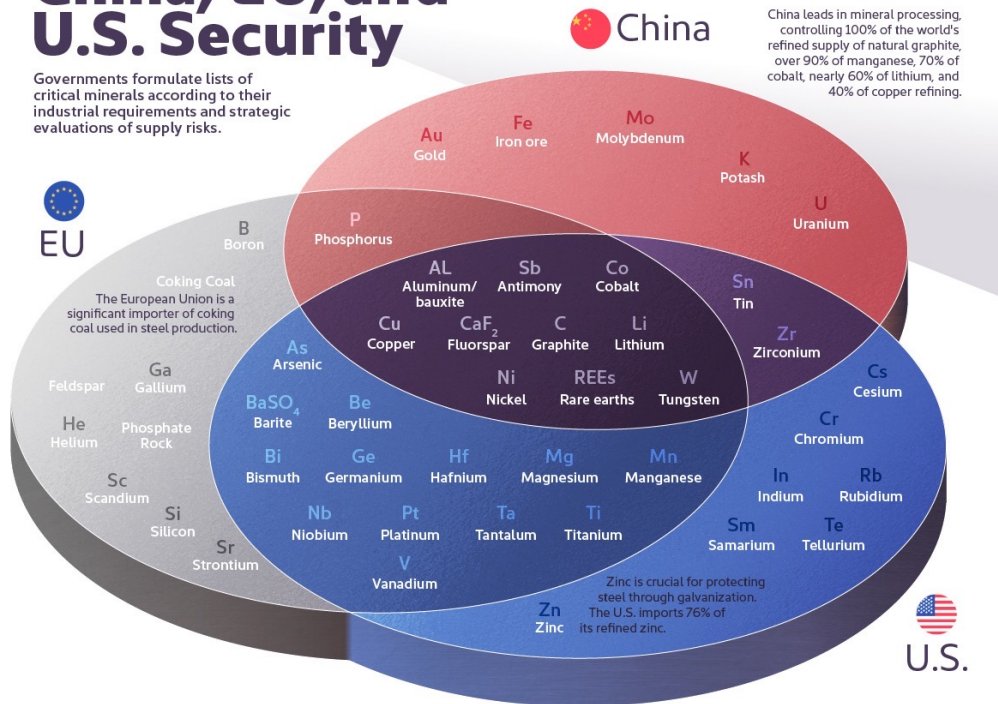 China, EU, and
U.S. Security
Governments formulate lists of
critical minerals according to their
industrial requirements and strategic
evaluations of supply risks.
China
China leads in mineral processing,
controlling 100% of the world's
refined supply of natural graphite,
over 90% of manganese, 70% of
cobalt, nearly 60% of lithium, and
40% of copper refining.
Au
Gold
Fe
Iron ore
Mo
Molybdenum
K
Potash
U
Uranium
EU
B
Boron
P
Phosphorus
Coking Coal
The European Union is a
significant importer of coking
coal used in steel production.
AL
Aluminum/
bauxite
Sb
Antimony
Co
Cobalt
Sn
Tin
Cu
Copper
CaF2
Fluorspar
C
Graphite
Li
Lithium
Zr
Zirconium
As
Arsenic
Ni
Nickel
REEs
Rare earths
W
Tungsten
Cs
Cesium
Feldspar
Ga
Gallium
BaSO4
Barite
Be
Beryllium
Cr
Chromium
He
Helium
Phosphate
Rock
Bi
Bismuth
Ge
Germanium
Hf
Hafnium
Mg
Magnesium
Mn
Manganese
In
Indium
Rb
Rubidium
Sc
Scandium
Si
Silicon
Nb
Niobium
Pt
Platinum
Ta
Tantalum
Ti
Titanium
Sm
Samarium
Te
Tellurium
Sr
Strontium
V
Vanadium
Zn
Zinc
Zinc is crucial for protecting
steel through galvanization.
The U.S. imports 76% of
its refined zinc.
U.S.